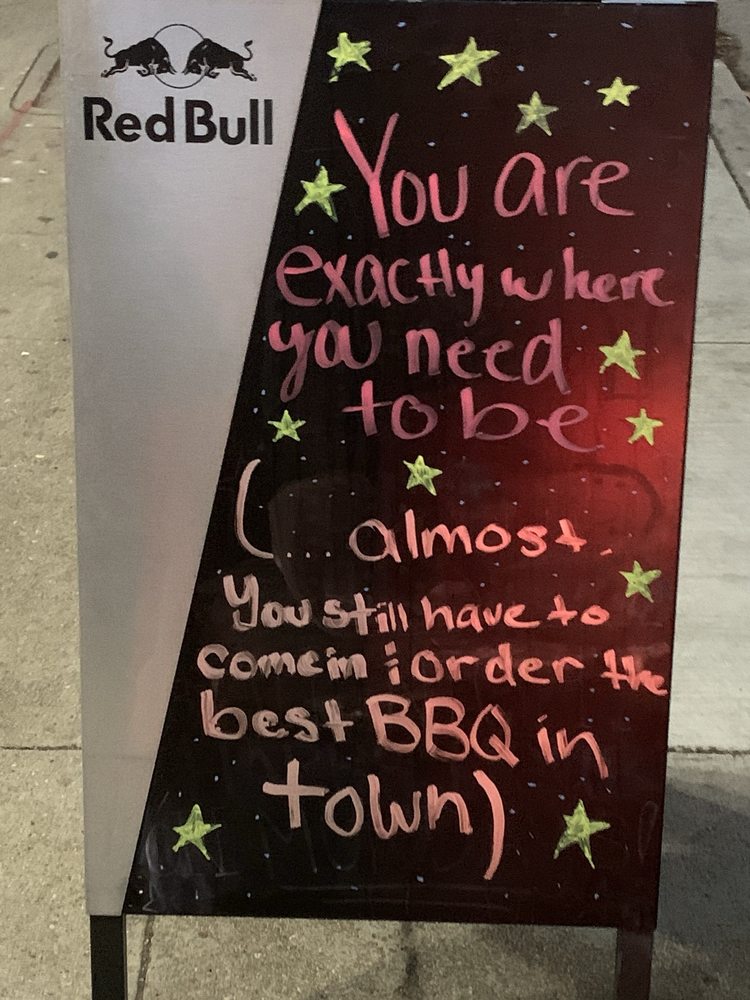 Red Bull
You are
exactly where
you need
to be
(... almost.
You still have to
come in & order the
best BBQ in
town)